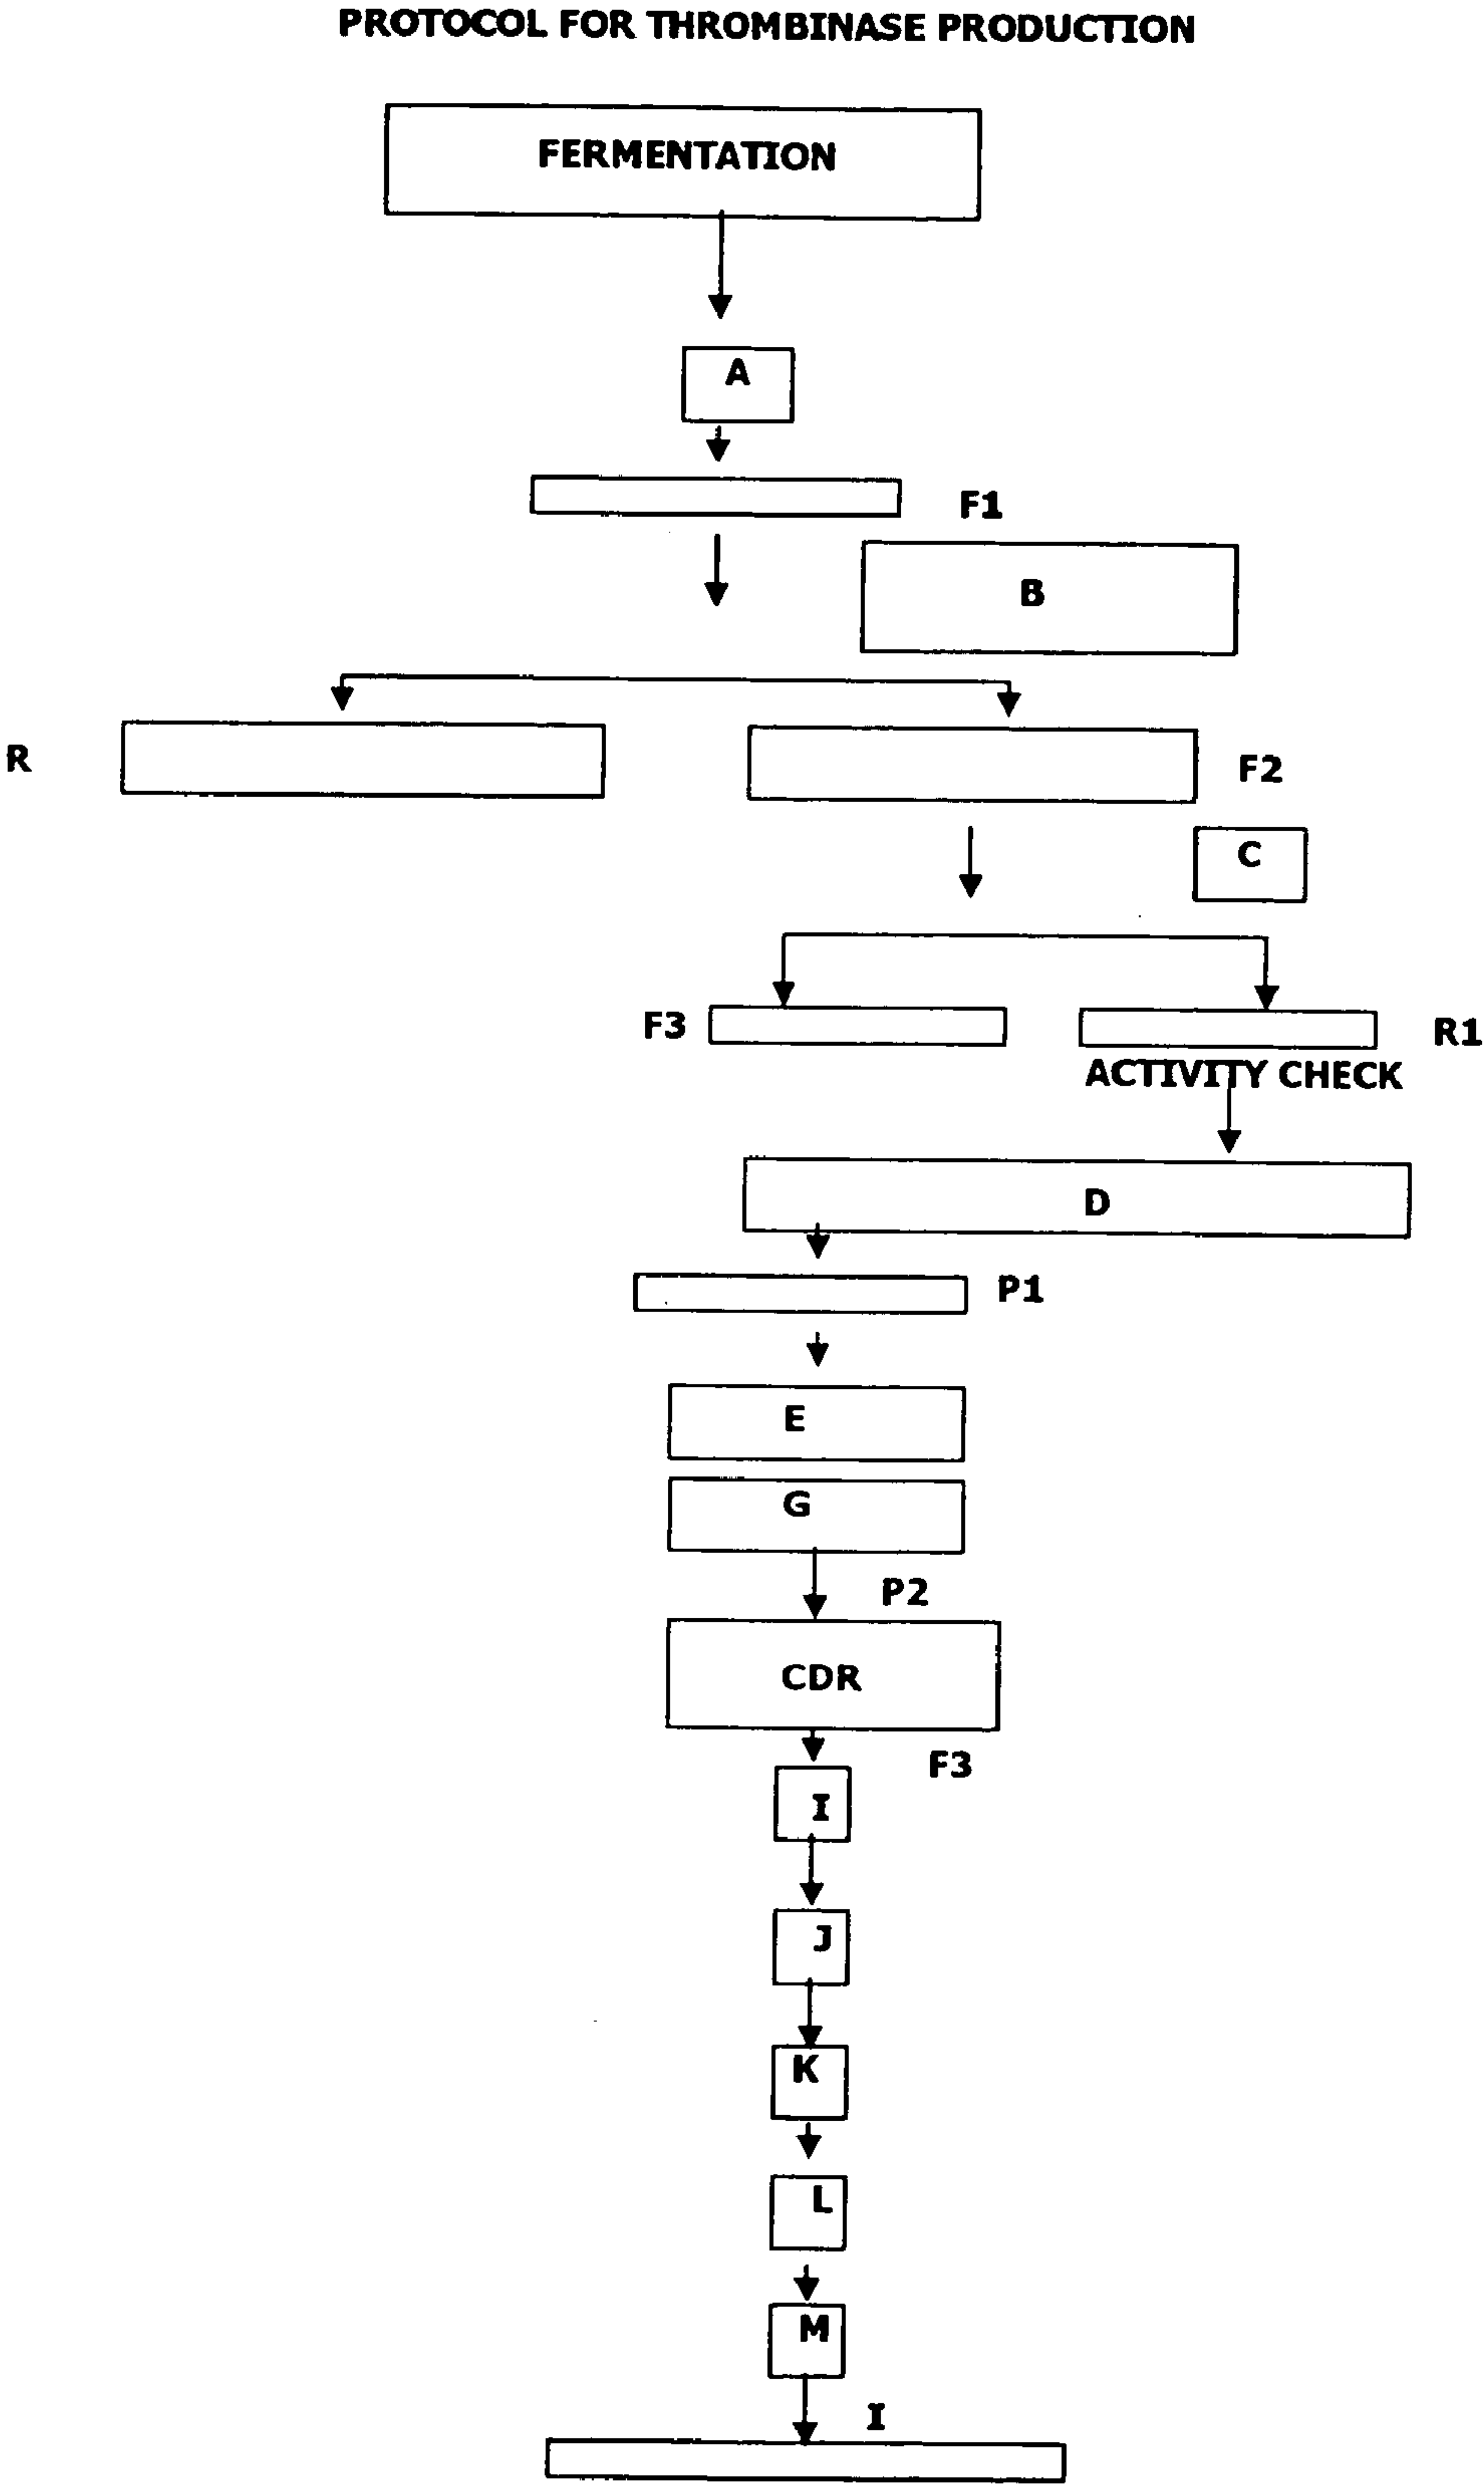 PROTOCOL FOR THROMBINASE PRODUCTION
FERMENTATION
A
F1
B
R
F2
C
F3
R1
ACTIVITY CHECK
D
P1
E
G
P2
CDR
F3
I
J
K
L
M
I